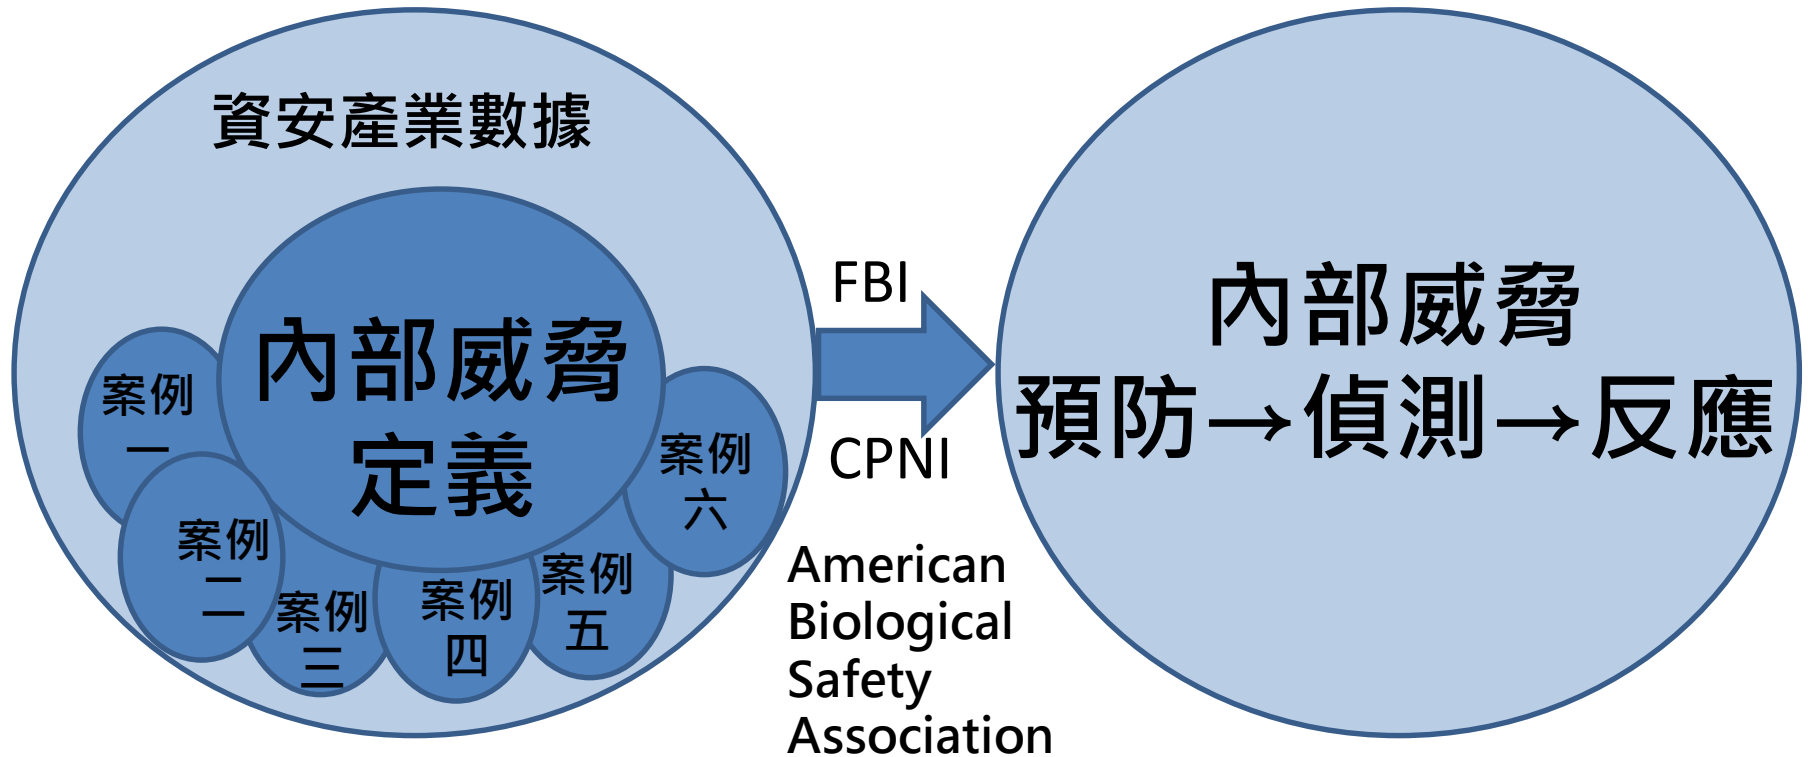 資安產業數據
內部威脅
定義
案例
一
案例
二
案例
三
案例
四
案例
五
案例
六
FBI
CPNI
American
Biological
Safety
Association
內部威脅
預防→偵測→反應